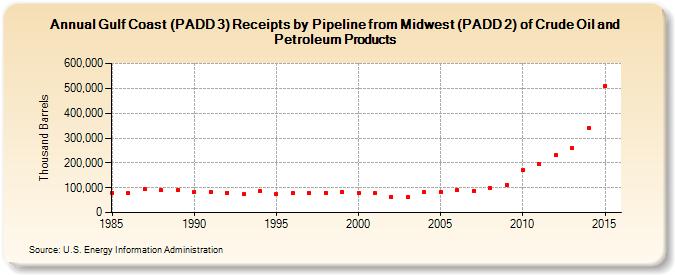 Annual Gulf Coast (PADD 3) Receipts by Pipeline from Midwest (PADD 2) of Crude Oil and
Petroleum Products
Thousand Barrels
600,000
500,000
400,000
300,000
200,000
100,000
0
1985 1990 1995 2000 2005 2010 2015
Source: U.S. Energy Information Administration